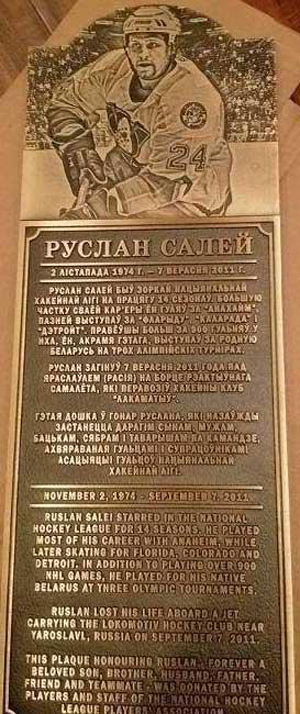 24
РУСЛАН САЛЕЙ
2 ЛІСТАПАДА 1974 Г. – 7 ВЕРАСНЯ 2011 Г.
РУСЛАН САЛЕЙ БЫЎ ЗОРКАЙ НАЦЫЯНАЛЬНАЙ
ХАКЕЙНАЙ ЛІГІ НА ПРАЦЯГУ 14 СЕЗОНАЎ. БОЛЬШУЮ
ЧАСТКУ СВАЁЙ КАР'ЕРЫ ЁН ГУЛЯЎ ЗА "АНАХАЙМ",
ПАЗНЕЙ ВЫСТУПАЎ ЗА "ФЛАРЫДУ", "КАЛАРАДА",
"ДЭТРОЙТ". ПРАВЁЎШЫ БОЛЬШ ЗА 900 ГУЛЬНЯЎ У
НХЛ, ЁН, АКРАМЯ ГЭТАГА, ВЫСТУПАЎ ЗА РОДНУЮ
БЕЛАРУСЬ НА ТРОХ АЛІМПІЙСКІХ ТУРНІРАХ.
РУСЛАН ЗАГІНУЎ 7 ВЕРАСНЯ 2011 ГОДА ПАД
ЯРАСЛАЎЛЕМ (РАСІЯ) НА БОРЦЕ РЭАКТЫЎНАГА
САМАЛЁТА, ЯКІ ПЕРАВОЗІЎ ХАКЕЙНЫ КЛУБ
"ЛАКАМАТЫЎ".
ГЭТАЯ ДОШКА Ў ГОНАР РУСЛАНА, ЯКІ НАЗАЎЖДЫ
ЗАСТАНЕЦЦА ДАРАГІМ СЫНАМ, МУЖАМ,
БАЦЬКАМ, СЯБРАМ І ТАВАРЫШАМ ПА КАМАНДЗЕ,
АХВЯРАВАНАЯ ГУЛЬЦАМІ І СУПРАЦОЎНІКАМІ
АСАЦЫЯЦЫІ ГУЛЬЦОЎ НАЦЫЯНАЛЬНАЙ
ХАКЕЙНАЙ ЛІГІ.
NOVEMBER 2, 1974 – SEPTEMBER 7, 2011
RUSLAN SALEI STARRED IN THE NATIONAL
HOCKEY LEAGUE FOR 14 SEASONS. HE PLAYED
MOST OF HIS CAREER WITH ANAHEIM, WHILE
LATER SKATING FOR FLORIDA, COLORADO AND
DETROIT. IN ADDITION TO PLAYING OVER 900
NHL GAMES, HE PLAYED FOR HIS NATIVE
BELARUS AT THREE OLYMPIC TOURNAMENTS.
RUSLAN LOST HIS LIFE ABOARD A JET
CARRYING THE LOKOMOTIV HOCKEY CLUB NEAR
YAROSLAVL, RUSSIA ON SEPTEMBER 7, 2011.
THIS PLAQUE HONOURING RUSLAN, FOREVER A
BELOVED SON, BROTHER, HUSBAND, FATHER,
FRIEND AND TEAMMATE - WAS DONATED BY THE
PLAYERS AND STAFF OF THE NATIONAL HOCKEY
LEAGUE PLAYERS' ASSOCIATION.